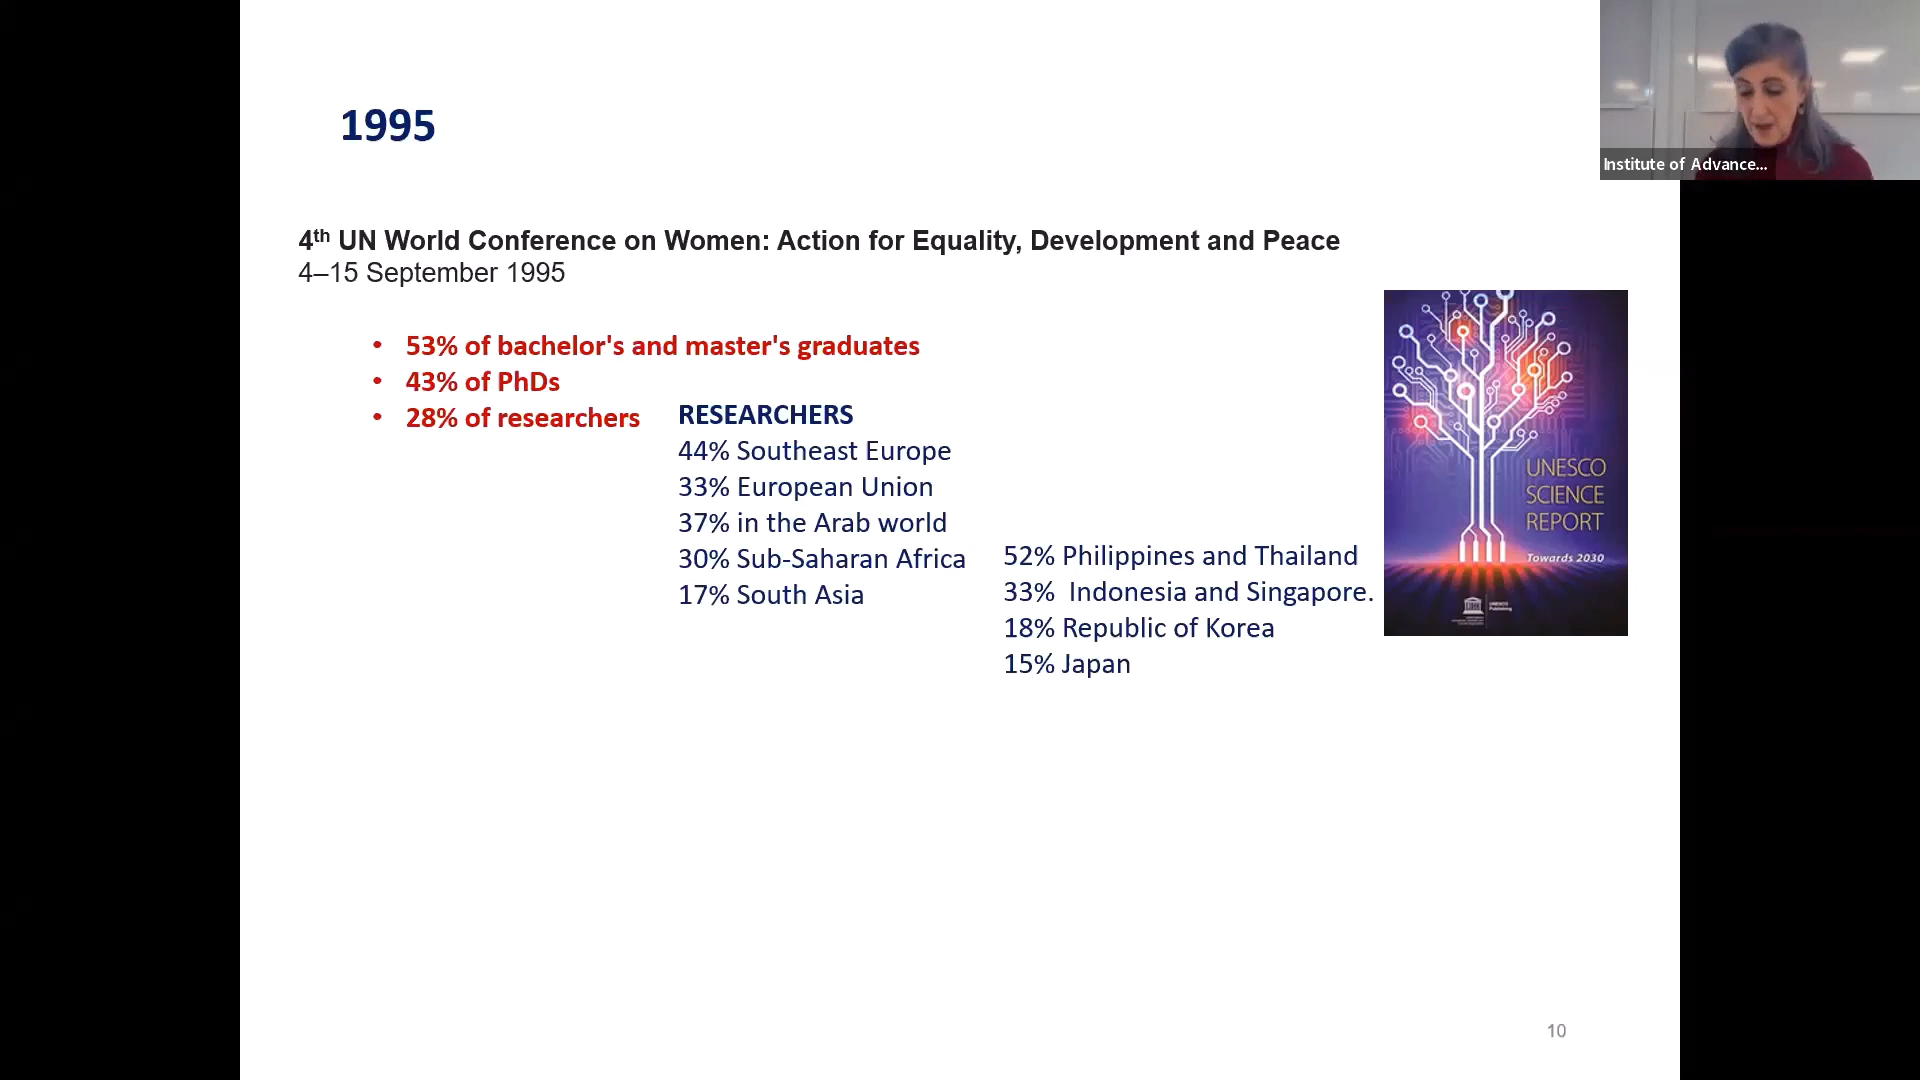 1995
Institute of Advance...
4th UN World Conference on Women: Action for Equality, Development and Peace
4–15 September 1995
• 53% of bachelor's and master's graduates
• 43% of PhDs
• 28% of researchers
RESEARCHERS
44% Southeast Europe
33% European Union
37% in the Arab world
30% Sub-Saharan Africa
17% South Asia
52% Philippines and Thailand
33%  Indonesia and Singapore.
18% Republic of Korea
15% Japan
UNESCO
SCIENCE
REPORT
Towards 2030
10